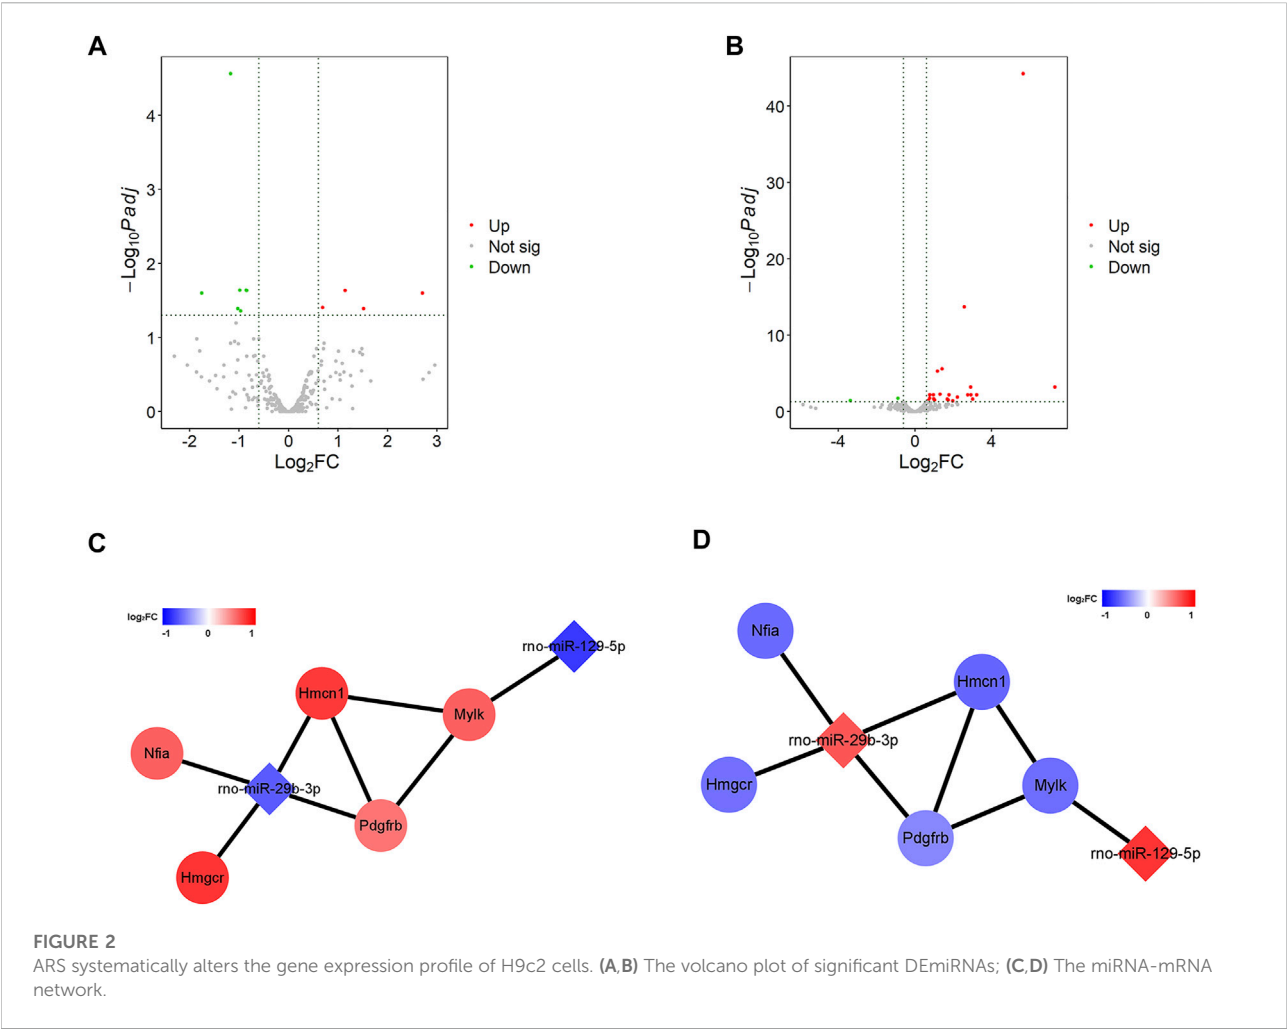 A
B
−Log₁₀Padj
4
3
2
1
0
-2 -1 0 1 2 3
Log₂FC
Up
Not sig
Down
−Log₁₀Padj
40
30
20
10
0
-4 0 4
Log₂FC
Up
Not sig
Down
C
D
log₂FC
-1 0 1
rno-miR-129-5p
Hmcn1
Mylk
Nfia
rno-miR-29b-3p
Pdgfrb
Hmgcr
log₂FC
-1 0 1
Nfia
Hmcn1
rno-miR-29b-3p
Hmgcr
Mylk
Pdgfrb
rno-miR-129-5p
FIGURE 2
ARS systematically alters the gene expression profile of H9c2 cells. (A,B) The volcano plot of significant DEmiRNAs; (C,D) The miRNA-mRNA
network.